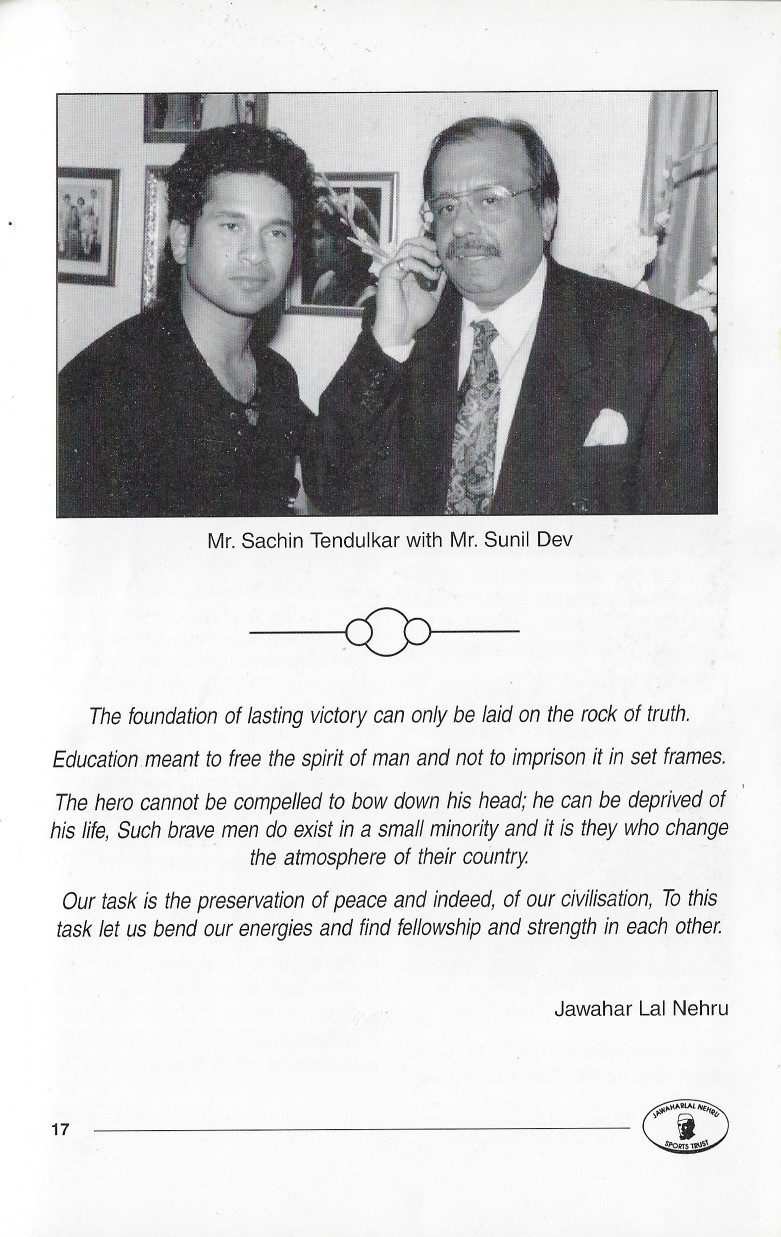 Mr. Sachin Tendulkar with Mr. Sunil Dev
The foundation of lasting victory can only be laid on the rock of truth.
Education meant to free the spirit of man and not to imprison it in set frames.
The hero cannot be compelled to bow down his head; he can be deprived of
his life, Such brave men do exist in a small minority and it is they who change
the atmosphere of their country.
Our task is the preservation of peace and indeed, of our civilisation, To this
task let us bend our energies and find fellowship and strength in each other.
Jawahar Lal Nehru
17
JAWAHARLAL NEHRU
SPORTS TRUST